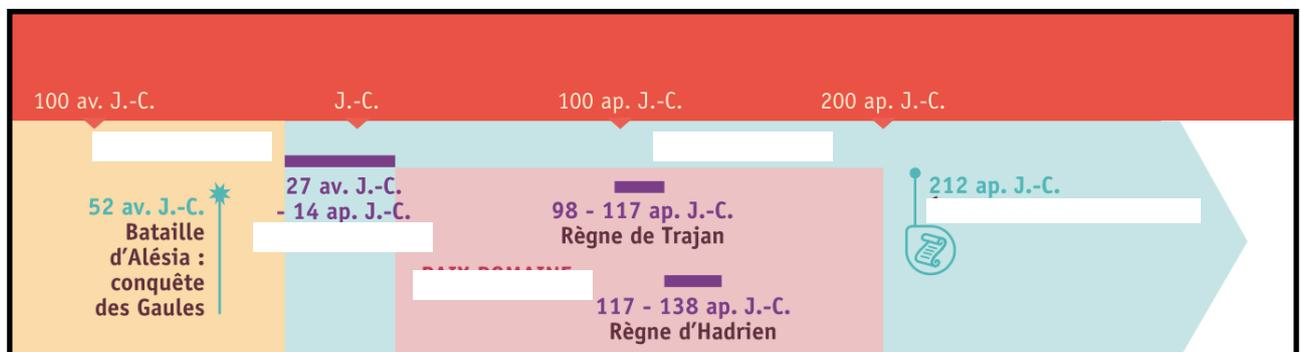 100 av. J.-C.
J.-C.
100 ap. J.-C.
200 ap. J.-C.
52 av. J.-C.
Bataille
d’Alésia :
conquête
des Gaules
27 av. J.-C.
- 14 ap. J.-C.
98 - 117 ap. J.-C.
Règne de Trajan
117 - 138 ap. J.-C.
Règne d’Hadrien
212 ap. J.-C.